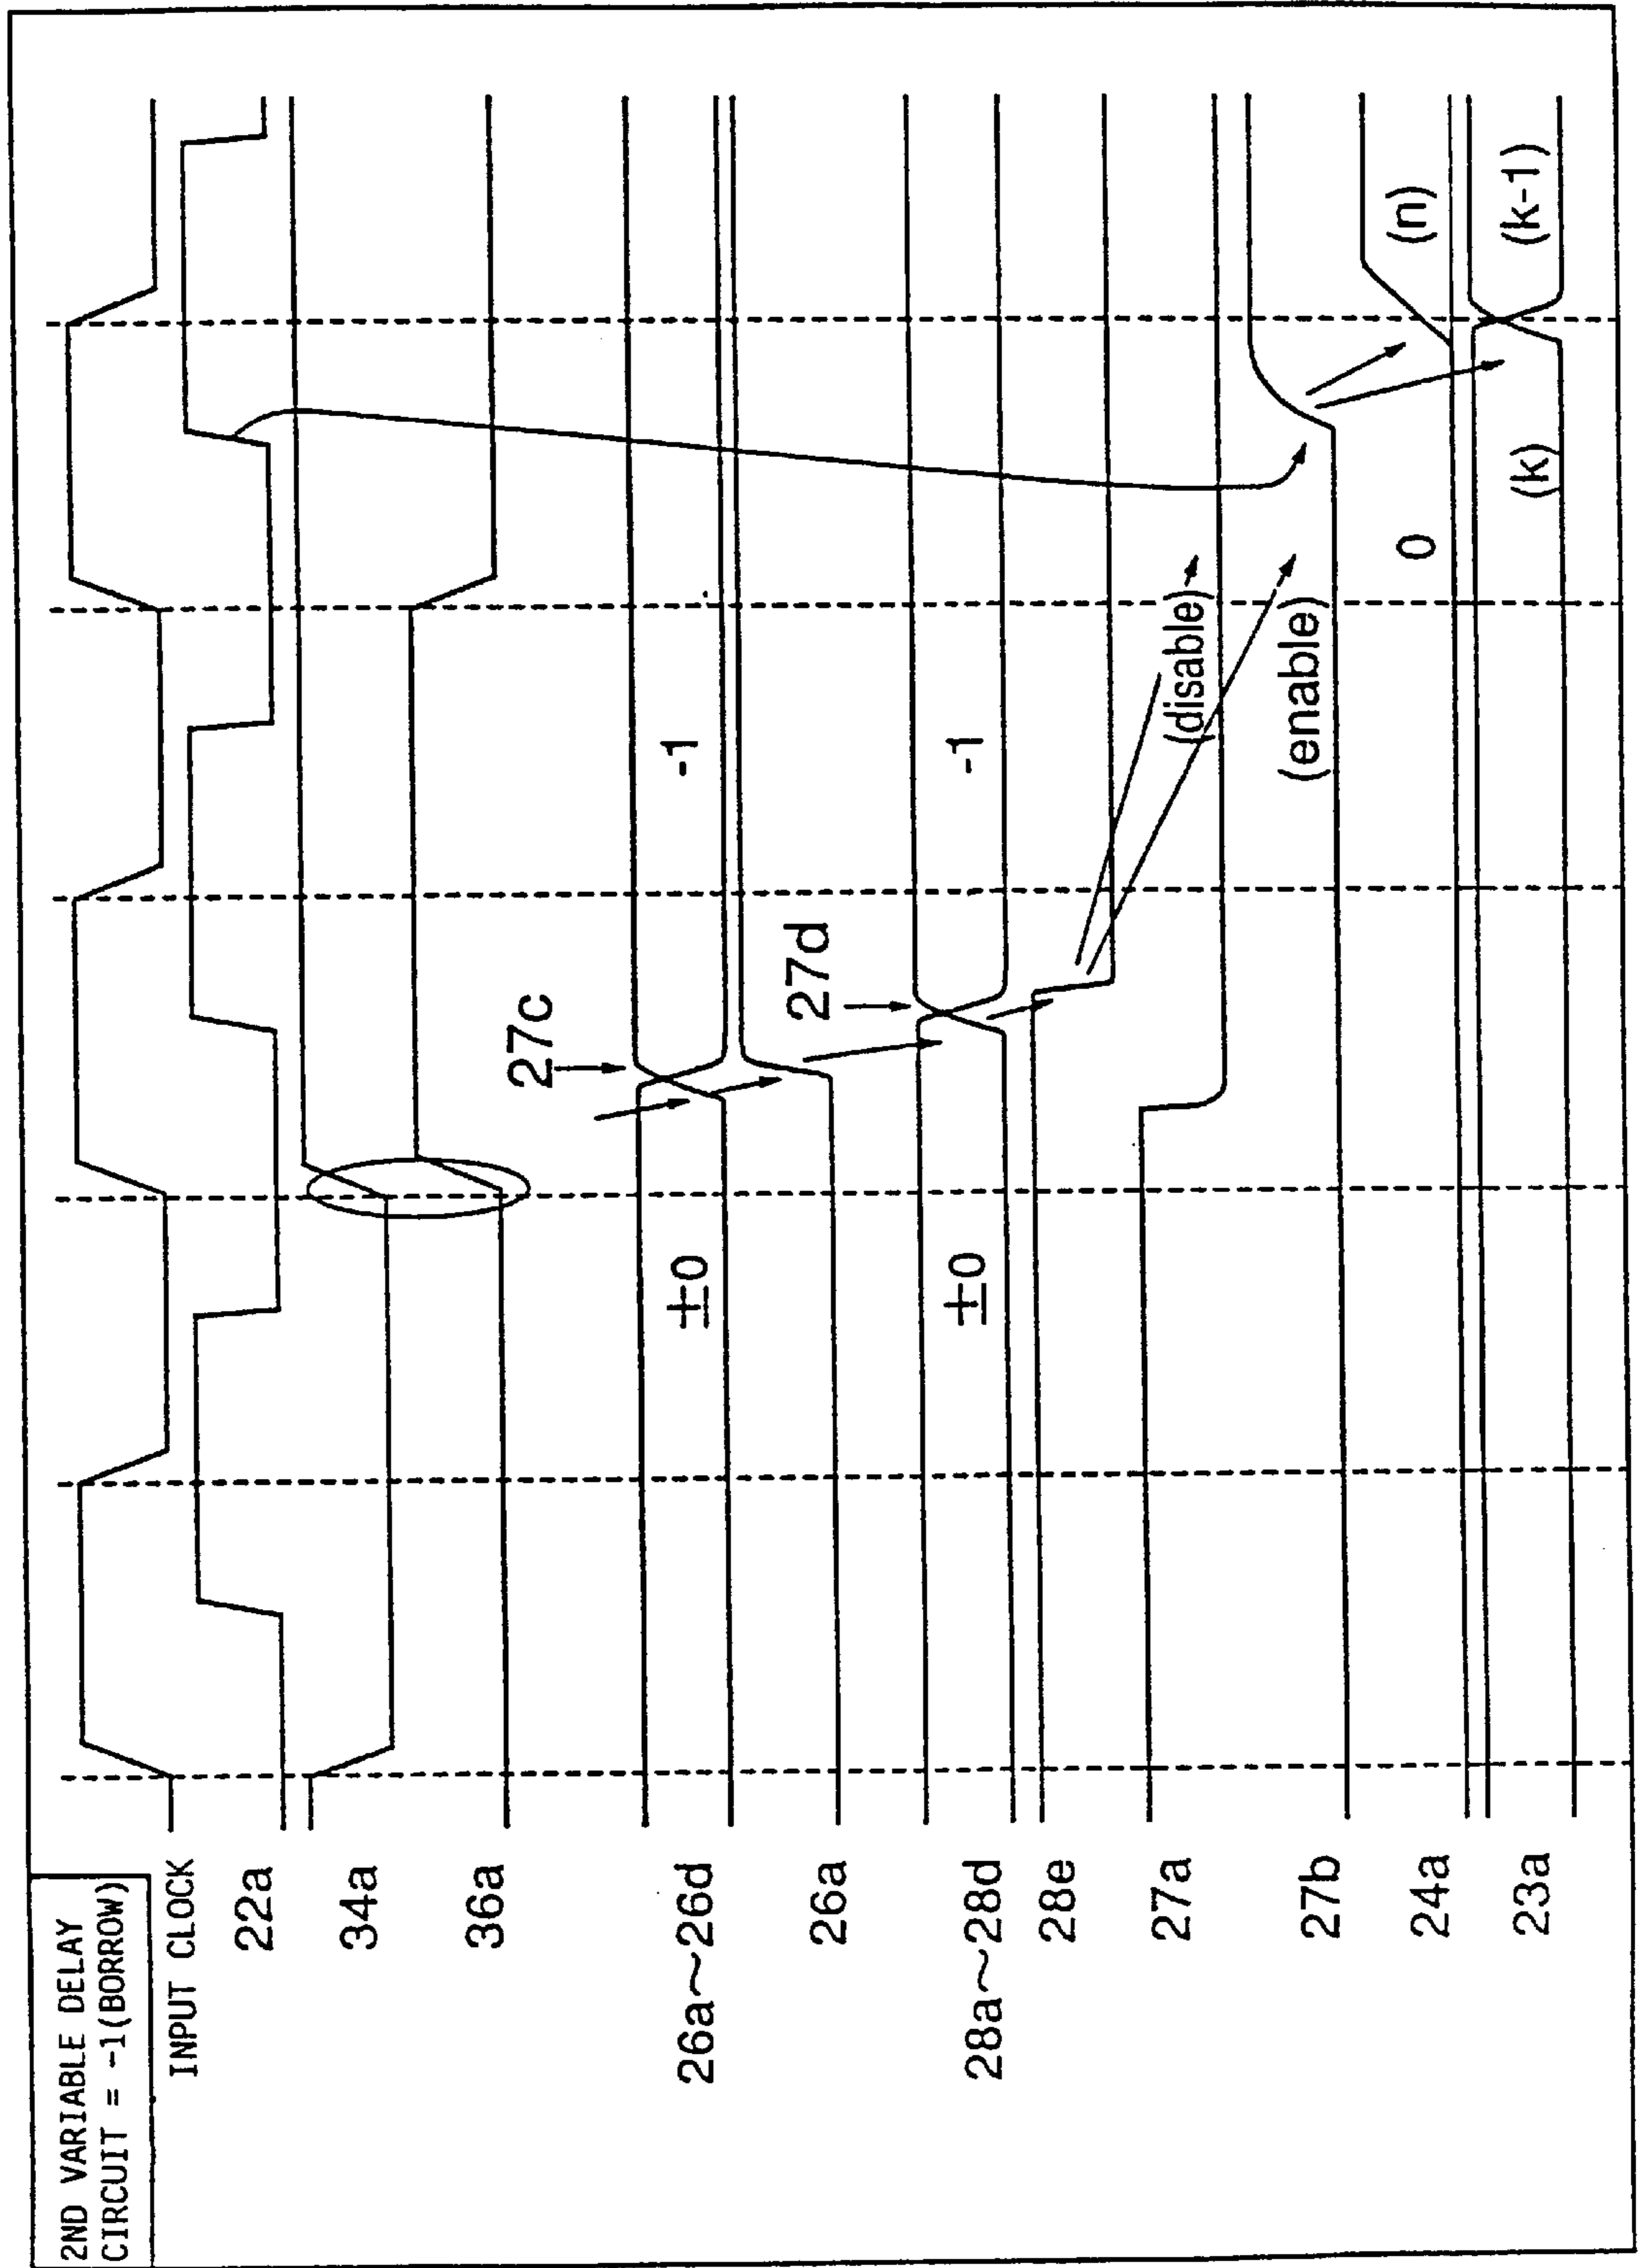 2ND VARIABLE DELAY
CIRCUIT = -1(BORROW)
INPUT CLOCK
22a
34a
36a
27c
26a~26d ±0 -1
26a
27d
28a~28d ±0 -1
28e
27a (disable)
27b (enable)
24a 0 (n)
23a (k) (k-1)